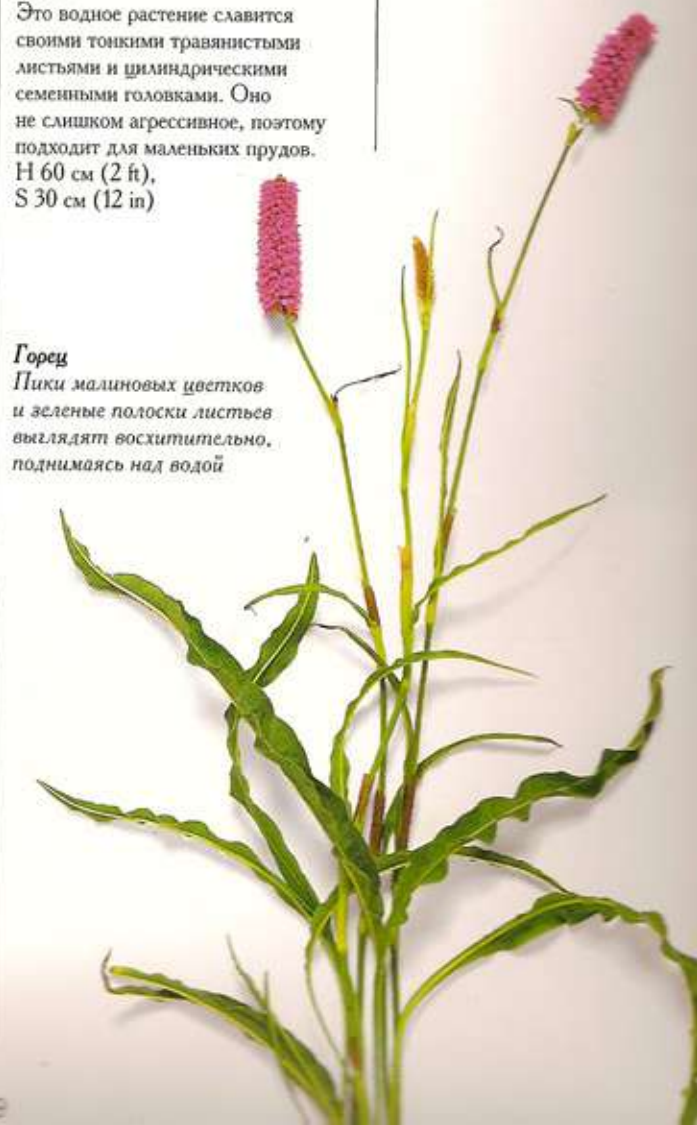 Это водное растение славится
своими тонкими травянистыми
листьями и цилиндрическими
семенными головками. Оно
не слишком агрессивное, поэтому
подходит для маленьких прудов.
H 60 см (2 ft),
S 30 см (12 in)
Горец
Пики малиновых цветков
и зеленые полоски листьев
выглядят восхитительно,
поднимаясь над водой